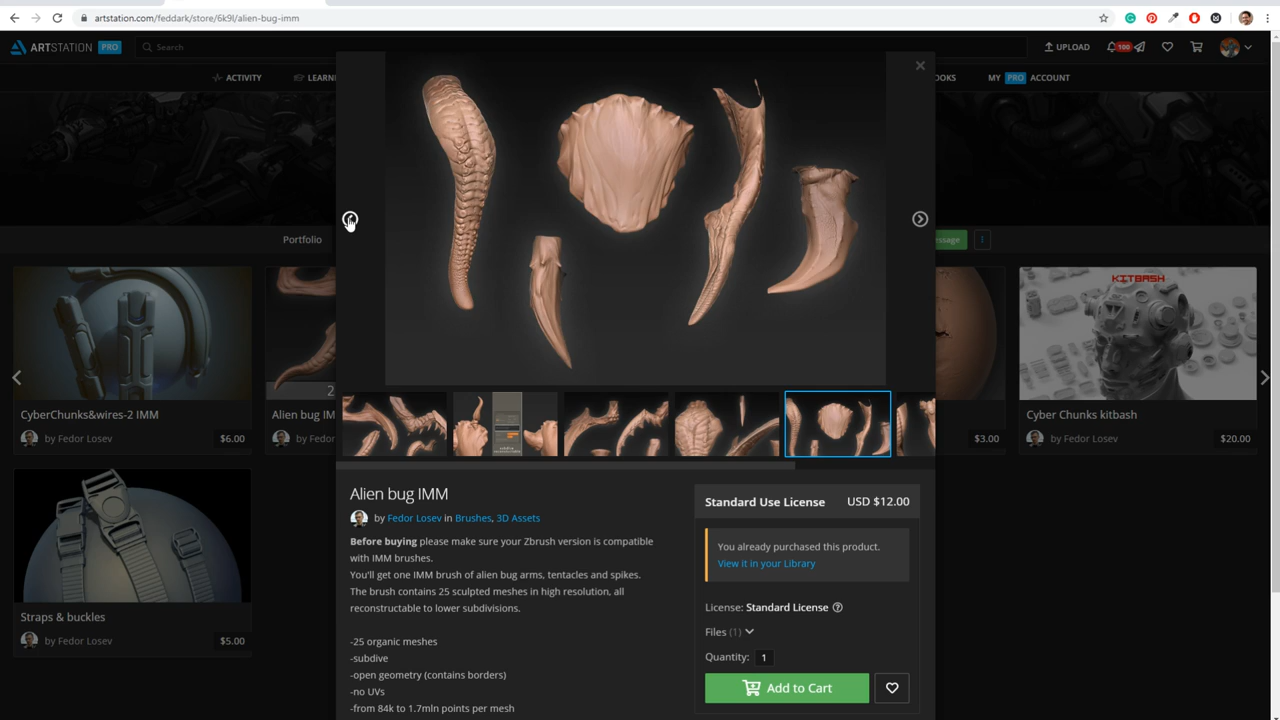 artstation.com/feddark/store/6k9l/alien-bug-imm
ARTSTATION PRO
Search
UPLOAD
100
ACTIVITY
LEARN
OOKS
MY PRO ACCOUNT
Portfolio
ssage
KITBASH
CyberChunks&wires-2 IMM
by Fedor Losev
$6.00
2
Alien bug IM
by Fedor
$3.00
Cyber Chunks kitbash
by Fedor Losev
$20.00
Straps & buckles
by Fedor Losev
$5.00
Alien bug IMM
by Fedor Losev in Brushes, 3D Assets
Before buying please make sure your Zbrush version is compatible
with IMM brushes.
You'll get one IMM brush of alien bug arms, tentacles and spikes.
The brush contains 25 sculpted meshes in high resolution, all
reconstructable to lower subdivisions.
-25 organic meshes
-subdive
-open geometry (contains borders)
-no UVs
-from 84k to 1.7mln points per mesh
Standard Use License
USD $12.00
You already purchased this product.
View it in your Library
License: Standard License
Files (1)
Quantity: 1
Add to Cart